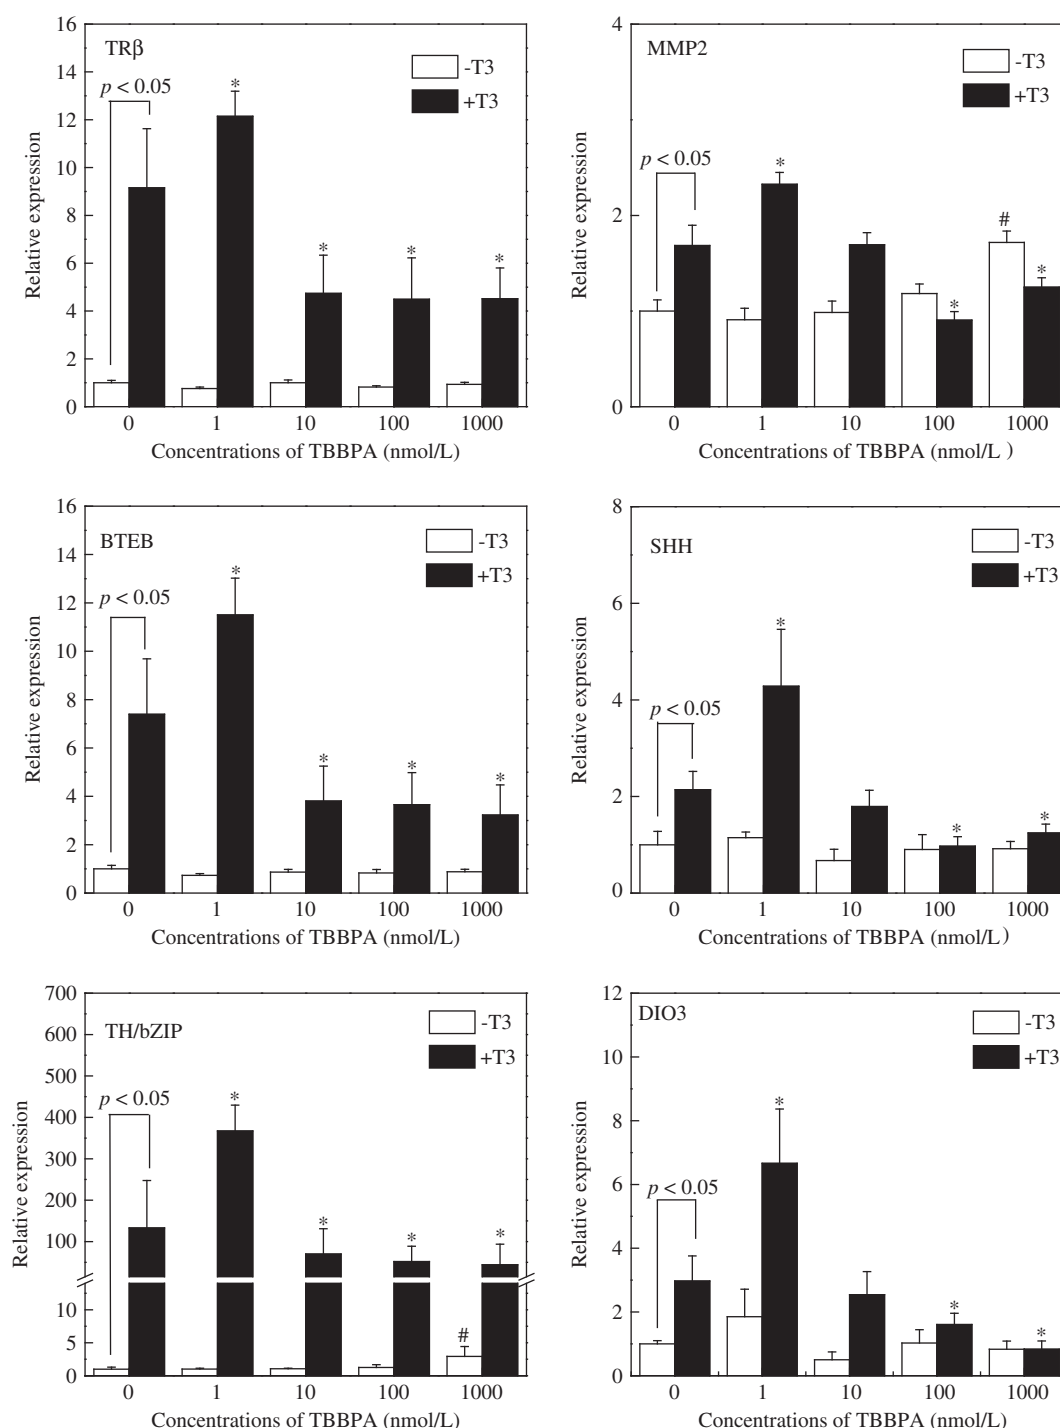 TRβ
-T3
+T3
p < 0.05
*
*
*
*
16
14
12
10
8
6
4
2
0
Relative expression
0 1 10 100 1000
Concentrations of TBBPA (nmol/L)
MMP2
-T3
+T3
p < 0.05
*
#
*
*
4
2
0
Relative expression
0 1 10 100 1000
Concentrations of TBBPA (nmol/L )
BTEB
-T3
+T3
p < 0.05
*
*
*
*
16
14
12
10
8
6
4
2
0
Relative expression
0 1 10 100 1000
Concentrations of TBBPA (nmol/L)
SHH
-T3
+T3
p < 0.05
*
*
*
8
6
4
2
0
Relative expression
0 1 10 100 1000
Concentrations of TBBPA (nmol/L)
TH/bZIP
-T3
+T3
p < 0.05
*
*
*
*
#
700
600
500
400
300
200
100
10
5
0
Relative expression
0 1 10 100 1000
Concentrations of TBBPA (nmol/L)
DIO3
-T3
+T3
p < 0.05
*
*
*
12
10
8
6
4
2
0
Relative expression
0 1 10 100 1000
Concentrations of TBBPA (nmol/L)